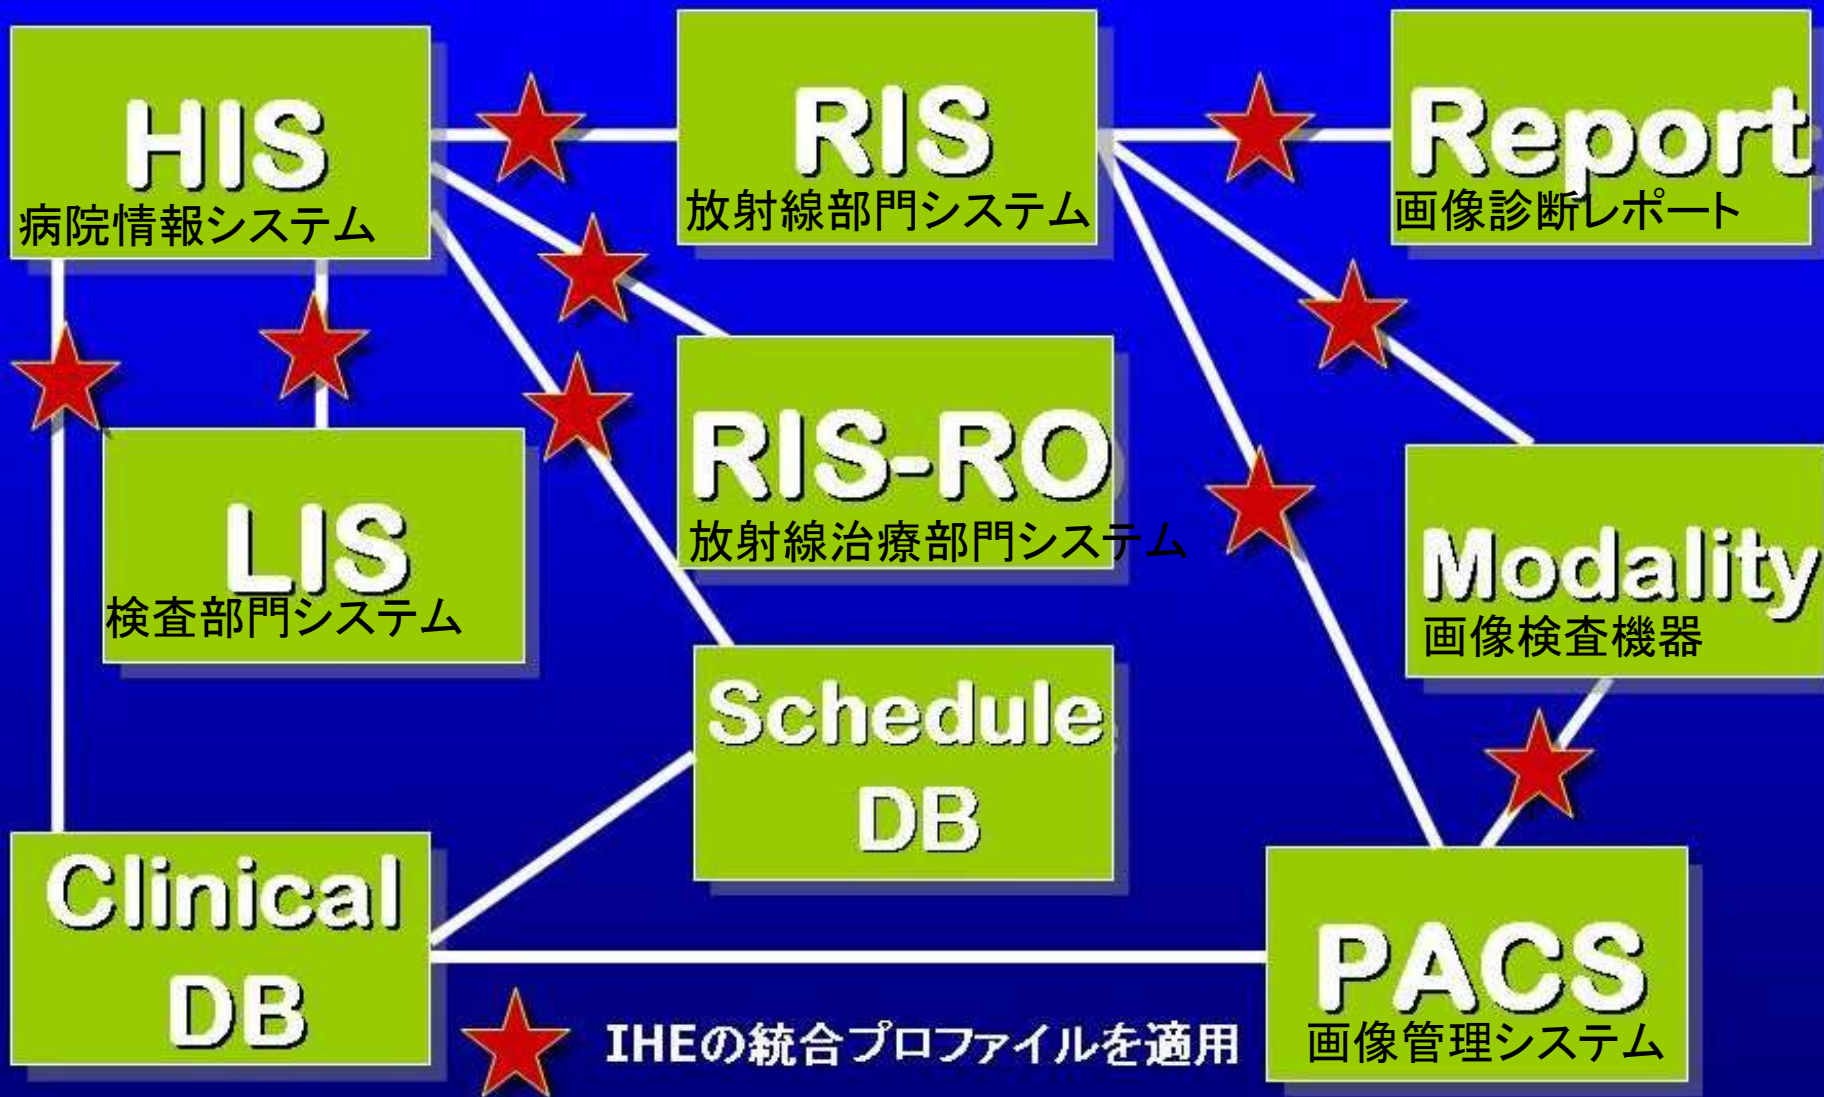 HIS
病院情報システム
RIS
放射線部門システム
Report
画像診断レポート
RIS-RO
放射線治療部門システム
LIS
検査部門システム
Modality
画像検査機器
Schedule
DB
Clinical
DB
PACS
画像管理システム
IHEの統合プロファイルを適用